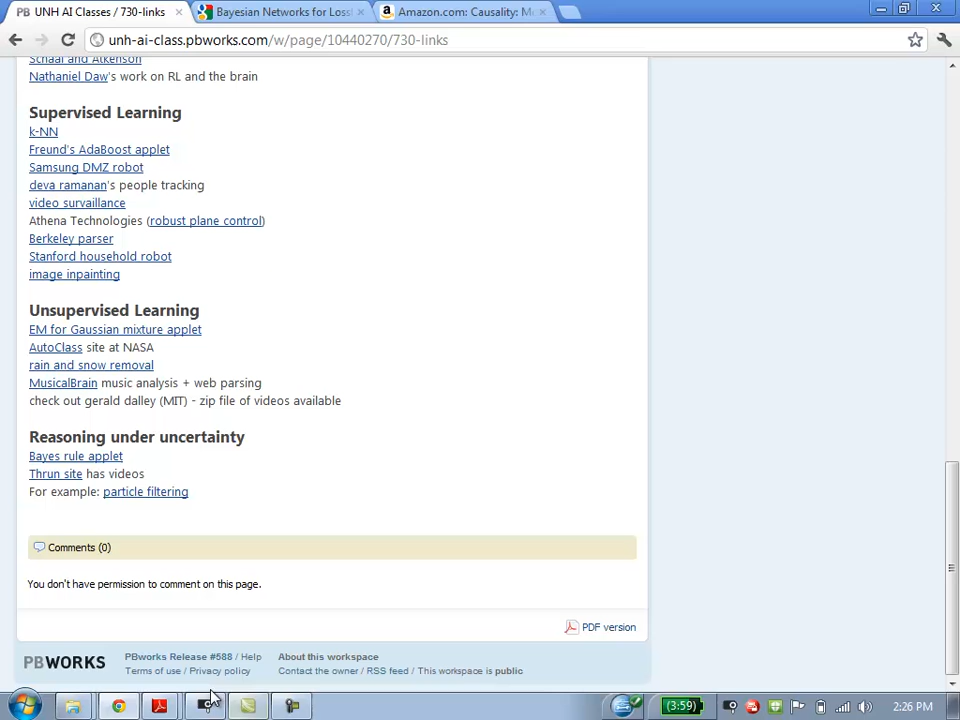 UNH AI Classes / 730-links
Bayesian Networks for Loss
Amazon.com: Causality: Mo
unh-ai-class.pbworks.com/w/page/10440270/730-links
Schaal and Atkenson
Nathaniel Daw's work on RL and the brain
Supervised Learning
k-NN
Freund's AdaBoost applet
Samsung DMZ robot
deva ramanan's people tracking
video survaillance
Athena Technologies (robust plane control)
Berkeley parser
Stanford household robot
image inpainting
Unsupervised Learning
EM for Gaussian mixture applet
AutoClass site at NASA
rain and snow removal
MusicalBrain music analysis + web parsing
check out gerald dalley (MIT) - zip file of videos available
Reasoning under uncertainty
Bayes rule applet
Thrun site has videos
For example: particle filtering
Comments (0)
You don't have permission to comment on this page.
PDF version
PBWORKS
PBworks Release #588 / Help
About this workspace
Terms of use / Privacy policy
Contact the owner / RSS feed / This workspace is public
(3:59)
2:26 PM